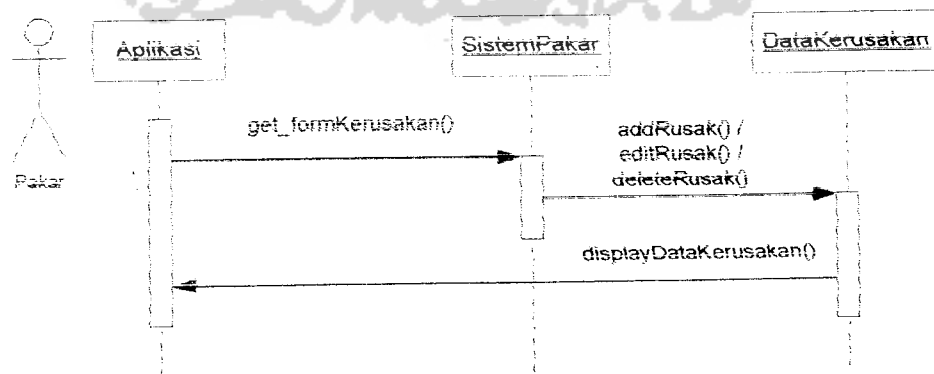 Aplikasi
SistemPakar
DataKerusakan
Pakar
get_formKerusakan()
addRusak() /
editRusak() /
deleteRusak()
displayDataKerusakan()